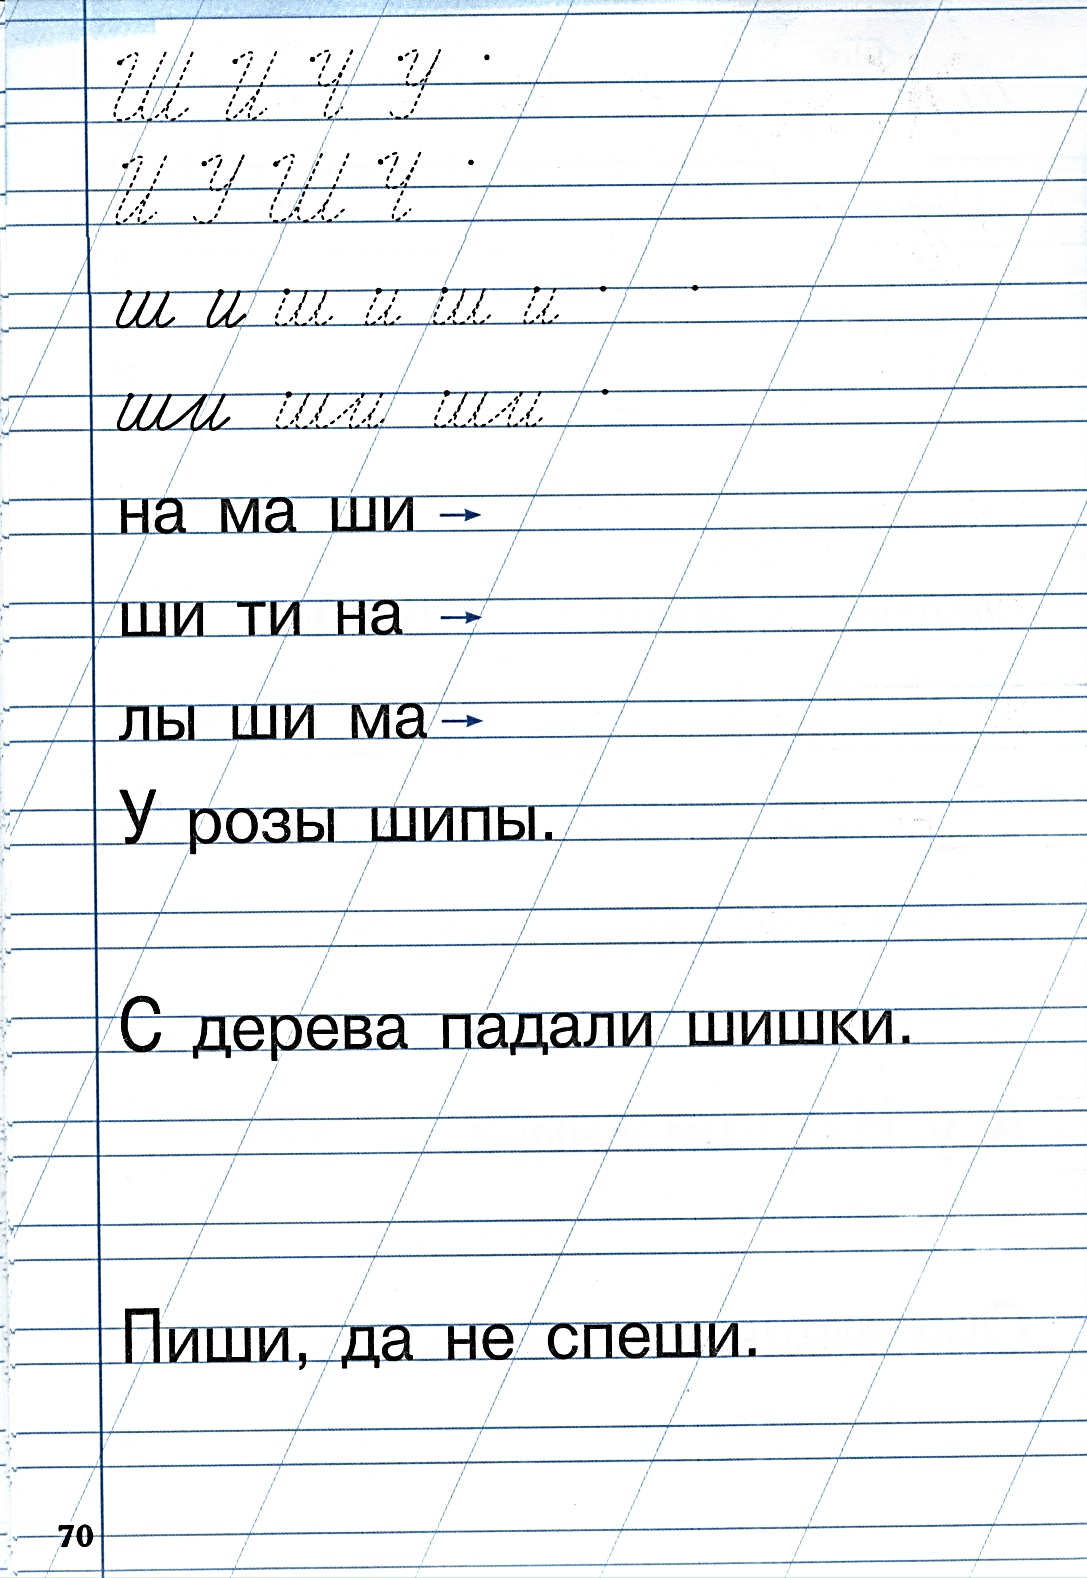 Ш И Ч У
И У Ш Ч
ш и ш и ш и
ши ши ши
на ма ши →
ши ти на →
лы ши ма →
У розы шипы.
С дерева падали шишки.
Пиши, да не спеши.
70